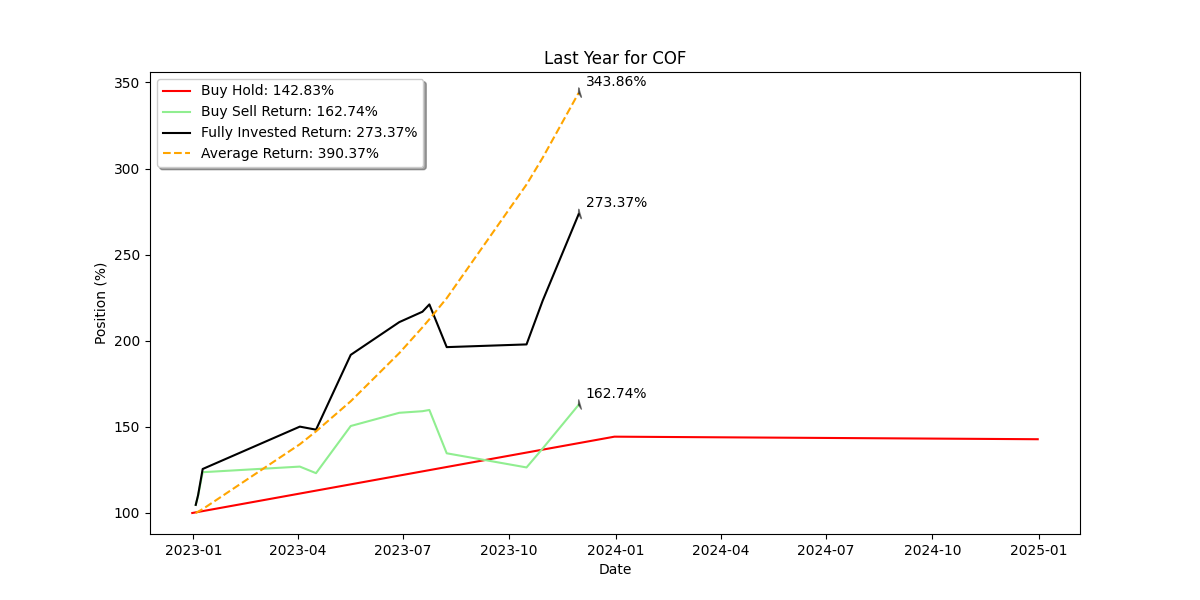 Last Year for COF
Buy Hold: 142.83%
Buy Sell Return: 162.74%
Fully Invested Return: 273.37%
Average Return: 390.37%
343.86%
273.37%
162.74%
Position (%)
350
300
250
200
150
100
2023-01
2023-04
2023-07
2023-10
2024-01
2024-04
2024-07
2024-10
2025-01
Date